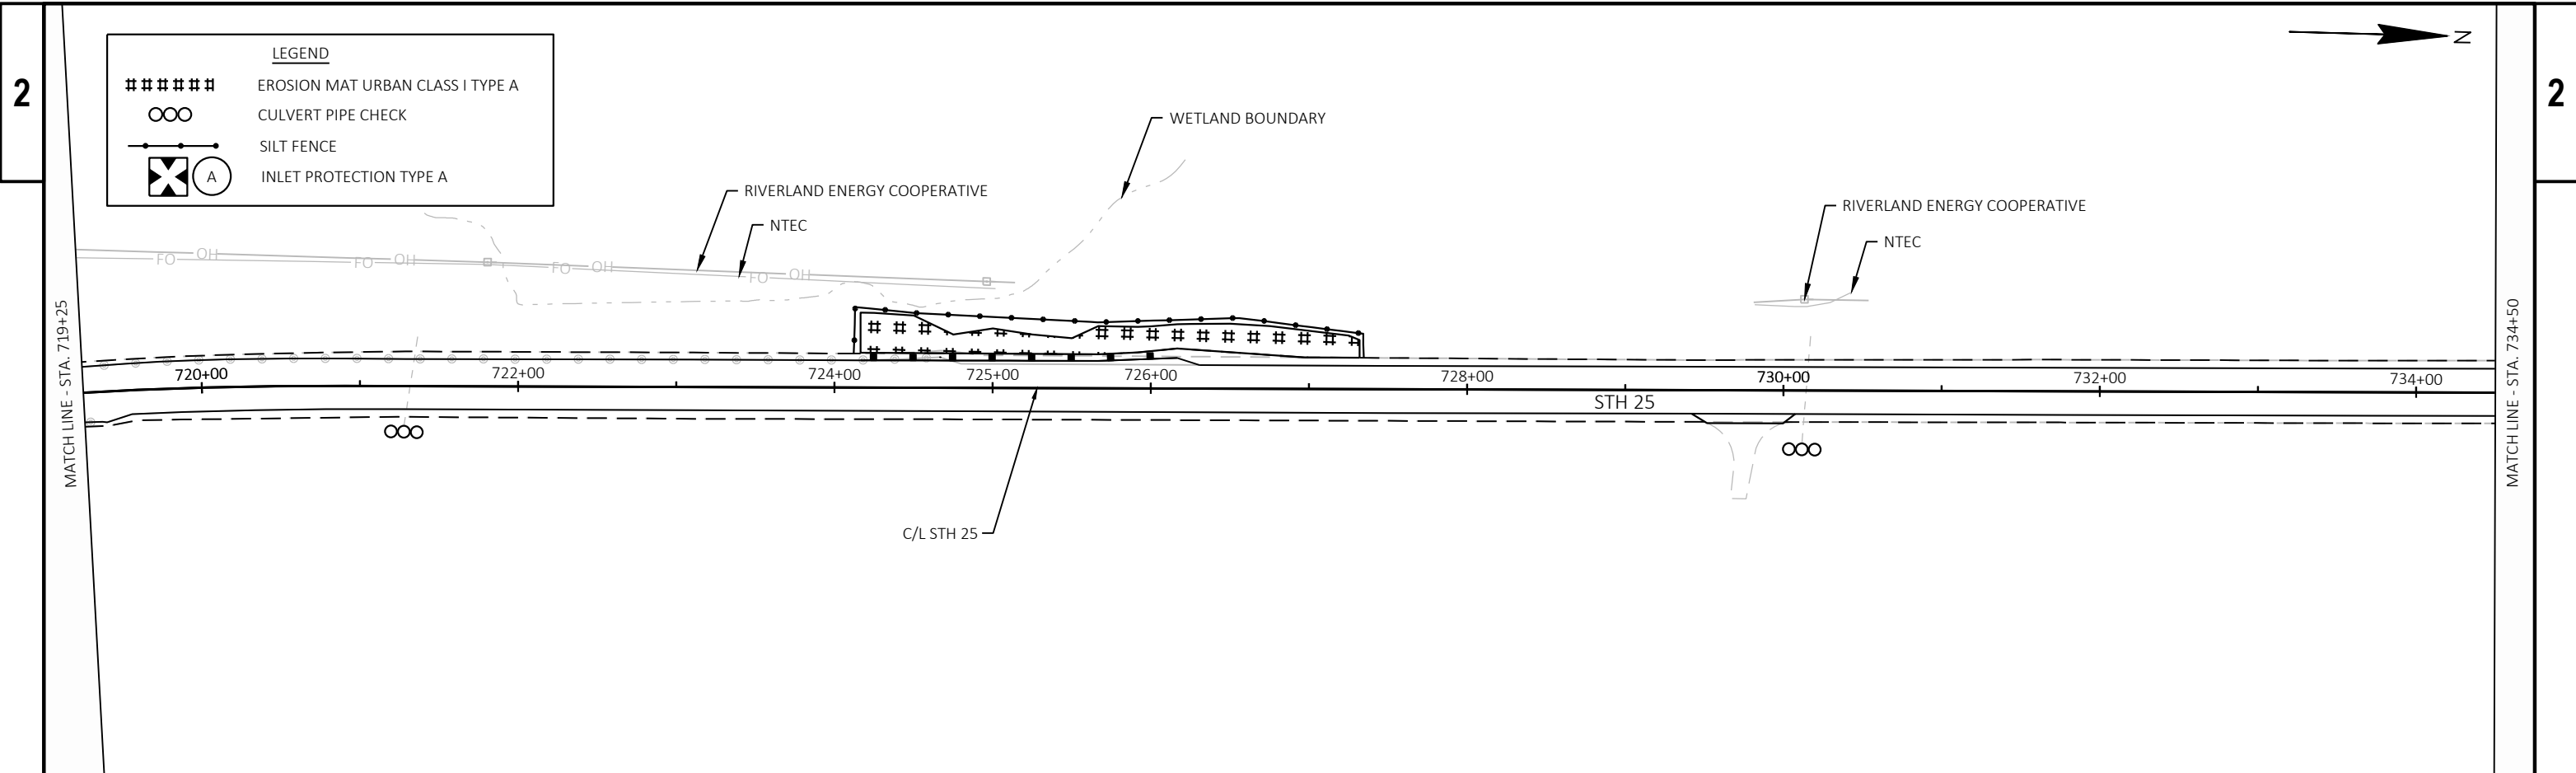 2
LEGEND
EROSION MAT URBAN CLASS I TYPE A
CULVERT PIPE CHECK
SILT FENCE
A
INLET PROTECTION TYPE A
N
2
WETLAND BOUNDARY
RIVERLAND ENERGY COOPERATIVE
NTEC
RIVERLAND ENERGY COOPERATIVE
NTEC
OH
OH
OH
OH
FO
FO
FO
FO
MATCH LINE - STA. 719+25
720+00
722+00
724+00
725+00
726+00
728+00
730+00
732+00
734+00
STH 25
MATCH LINE - STA. 734+50
C/L STH 25